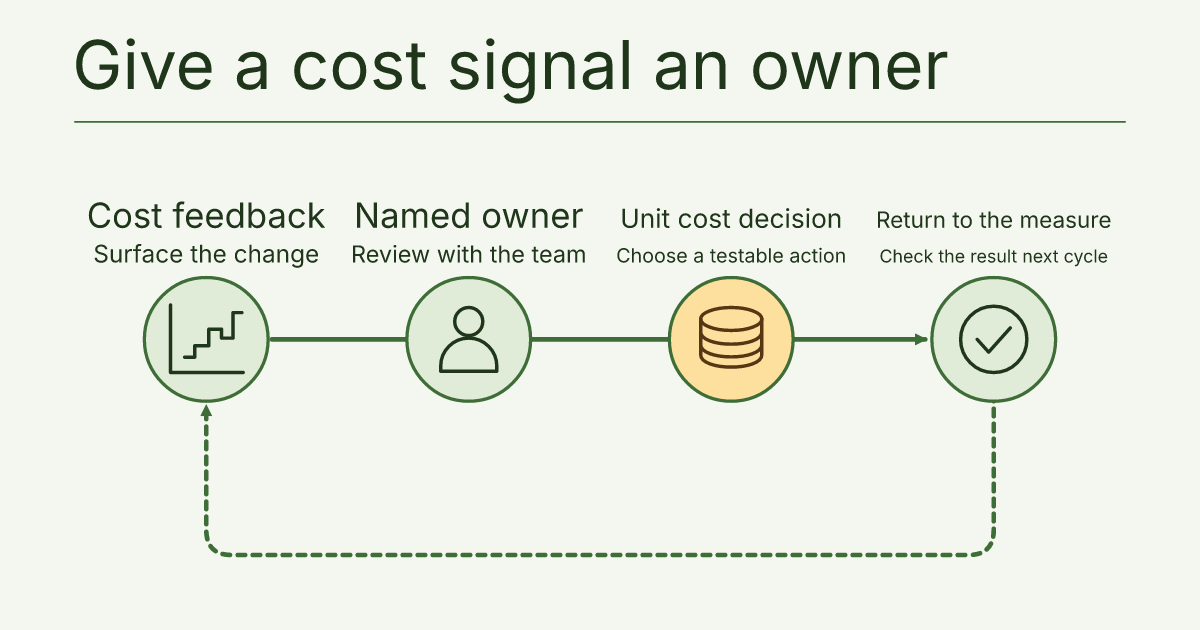 Give a cost signal an owner
Cost feedback
Surface the change
Named owner
Review with the team
Unit cost decision
Choose a testable action
Return to the measure
Check the result next cycle